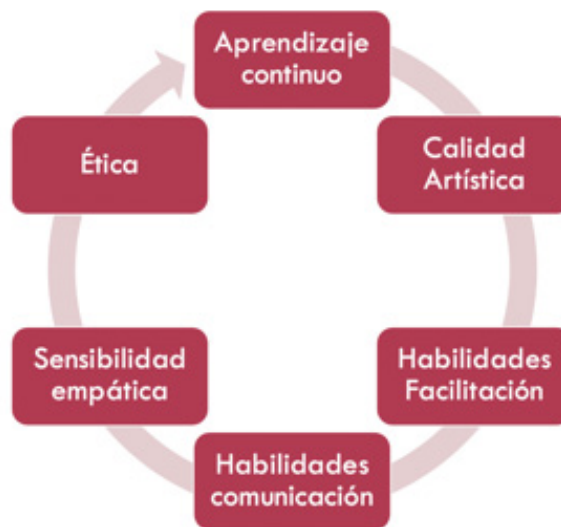 Aprendizaje
continuo
Calidad
Artística
Habilidades
Facilitación
Habilidades
comunicación
Sensibilidad
empática
Ética